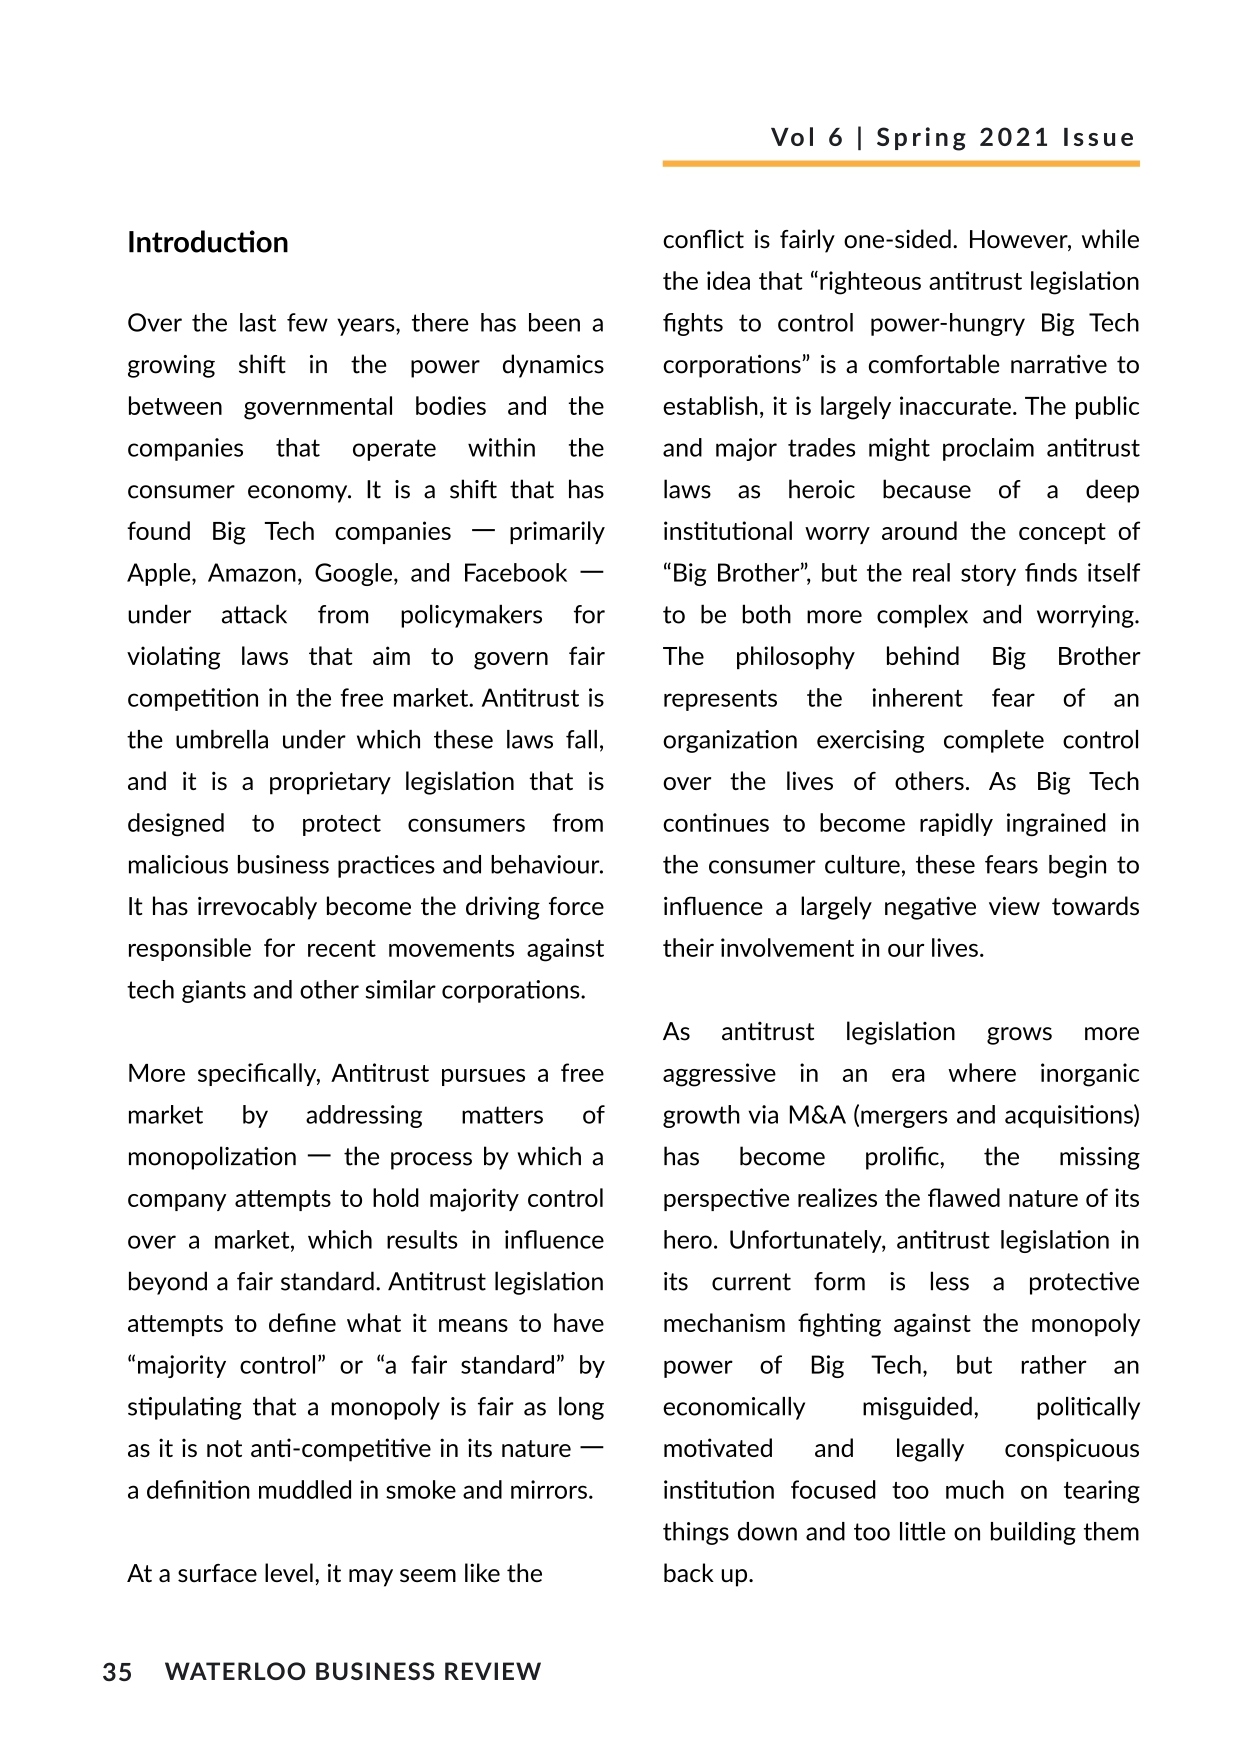 Vol 6 | Spring 2021 Issue
Introduction
Over the last few years, there has been a
growing shift in the power dynamics
between governmental bodies and the
companies that operate within the
consumer economy. It is a shift that has
found Big Tech companies — primarily
Apple, Amazon, Google, and Facebook —
under attack from policymakers for
violating laws that aim to govern fair
competition in the free market. Antitrust is
the umbrella under which these laws fall,
and it is a proprietary legislation that is
designed to protect consumers from
malicious business practices and behaviour.
It has irrevocably become the driving force
responsible for recent movements against
tech giants and other similar corporations.
More specifically, Antitrust pursues a free
market by addressing matters of
monopolization — the process by which a
company attempts to hold majority control
over a market, which results in influence
beyond a fair standard. Antitrust legislation
attempts to define what it means to have
“majority control” or “a fair standard” by
stipulating that a monopoly is fair as long
as it is not anti-competitive in its nature —
a definition muddled in smoke and mirrors.
At a surface level, it may seem like the
conflict is fairly one-sided. However, while
the idea that “righteous antitrust legislation
fights to control power-hungry Big Tech
corporations” is a comfortable narrative to
establish, it is largely inaccurate. The public
and major trades might proclaim antitrust
laws as heroic because of a deep
institutional worry around the concept of
“Big Brother”, but the real story finds itself
to be both more complex and worrying.
The philosophy behind Big Brother
represents the inherent fear of an
organization exercising complete control
over the lives of others. As Big Tech
continues to become rapidly ingrained in
the consumer culture, these fears begin to
influence a largely negative view towards
their involvement in our lives.
As antitrust legislation grows more
aggressive in an era where inorganic
growth via M&A (mergers and acquisitions)
has become prolific, the missing
perspective realizes the flawed nature of its
hero. Unfortunately, antitrust legislation in
its current form is less a protective
mechanism fighting against the monopoly
power of Big Tech, but rather an
economically misguided, politically
motivated and legally conspicuous
institution focused too much on tearing
things down and too little on building them
back up.
35 WATERLOO BUSINESS REVIEW